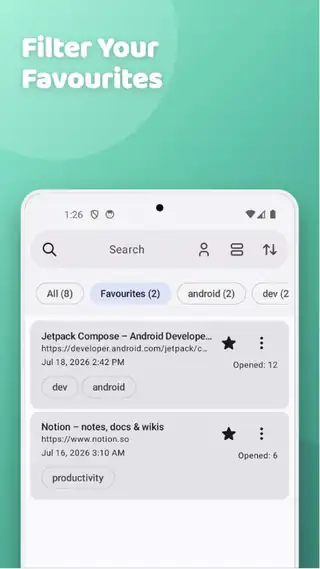 Filter Your
Favourites
1:26
Search
All (8)
Favourites (2)
android (2)
dev (2
Jetpack Compose – Android Develope...
https://developer.android.com/jetpack/c...
Jul 18, 2026 2:42 PM
Opened: 12
dev
android
Notion – notes, docs & wikis
https://www.notion.so
Jul 16, 2026 3:10 AM
Opened: 6
productivity